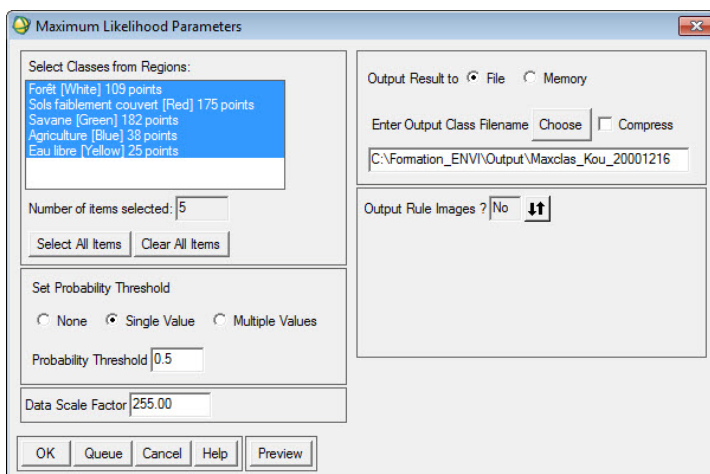 Maximum Likelihood Parameters
Select Classes from Regions:
Forêt [White] 109 points
Sols faiblement couvert [Red] 175 points
Savane [Green] 182 points
Agriculture [Blue] 38 points
Eau libre [Yellow] 25 points
Number of items selected: 5
Select All Items Clear All Items
Set Probability Threshold
None Single Value Multiple Values
Probability Threshold 0.5
Data Scale Factor 255.00
OK Queue Cancel Help Preview
Output Result to File Memory
Enter Output Class Filename Choose Compress
C:\Formation_ENVI\Output\Maxclas_Kou_20001216
Output Rule Images ? No